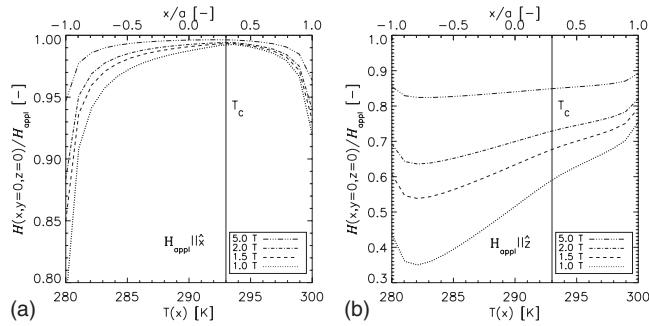 x/a [-]
-1.0 -0.5 0.0 0.5 1.0
1.00
0.95
0.90
0.85
0.80
H(x,y=0,z=0)/H_appl [-]
T_c
H_appl||x̂
5.0 T
2.0 T
1.5 T
1.0 T
280 285 290 295 300
T(x) [K]
(a)
x/a [-]
-1.0 -0.5 0.0 0.5 1.0
1.0
0.9
0.8
0.7
0.6
0.5
0.4
0.3
H(x,y=0,z=0)/H_appl [-]
T_c
H_appl||ẑ
5.0 T
2.0 T
1.5 T
1.0 T
280 285 290 295 300
T(x) [K]
(b)